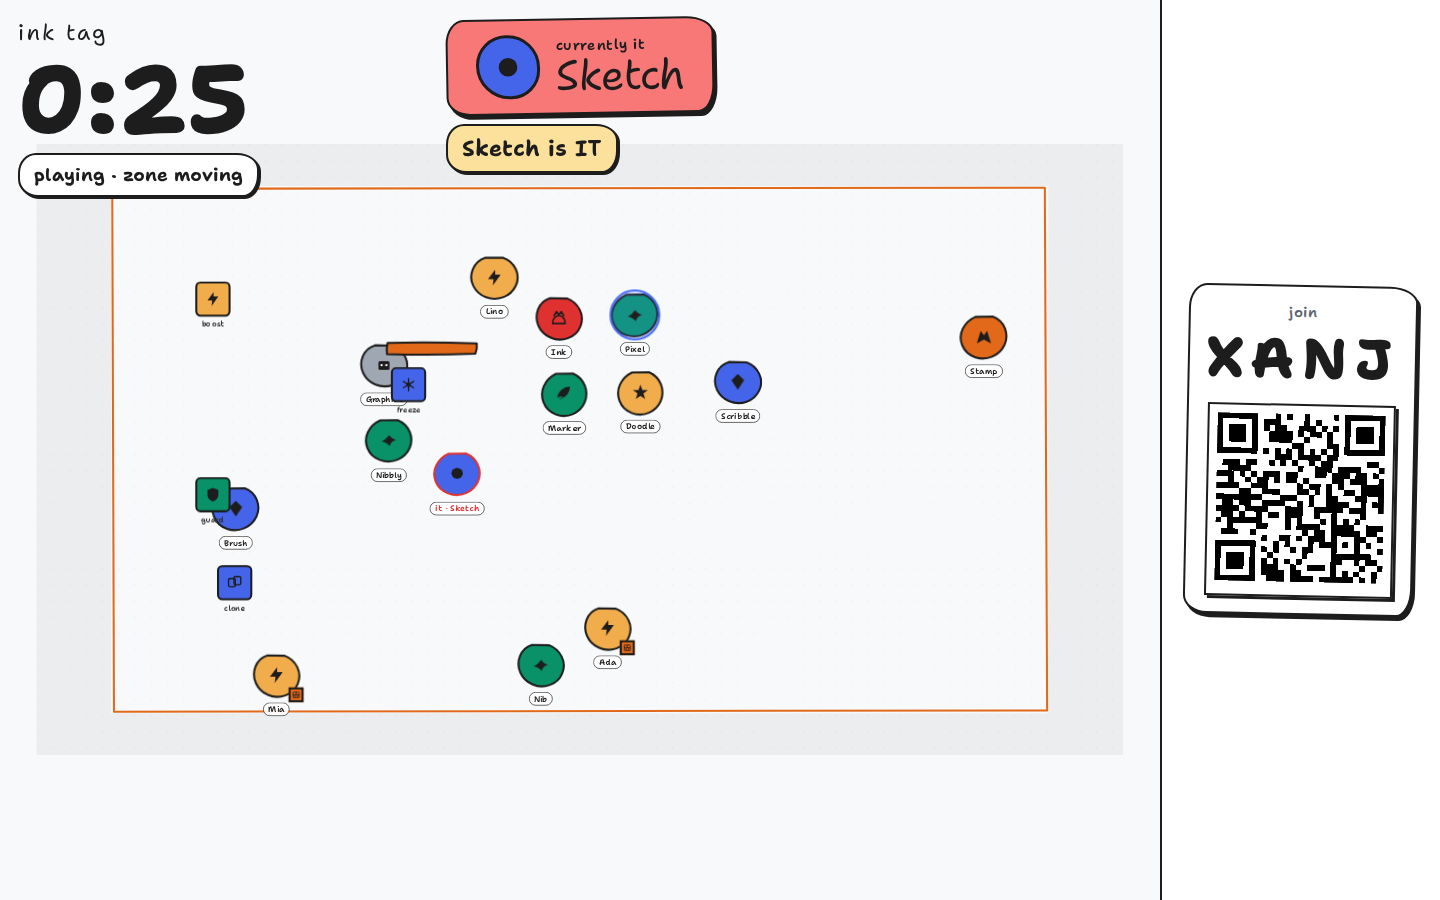 ink tag
0:25
playing · zone moving
currently it
Sketch
Sketch is IT
join
XANJ
boost
Lino
Ink
Pixel
Stamp
freeze
Marker
Doodle
Scribble
Nibbly
it · Sketch
Brush
clone
Ada
Nib
Mia